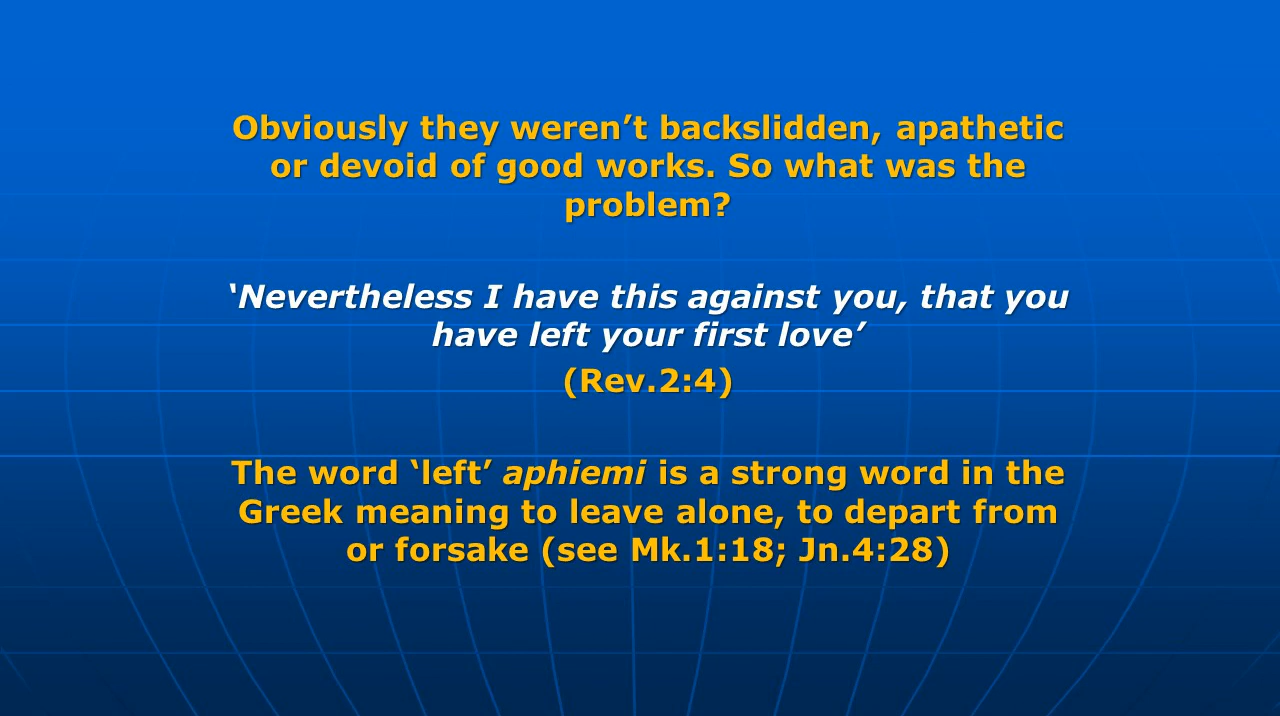 Obviously they weren’t backslidden, apathetic
or devoid of good works. So what was the
problem?
‘Nevertheless I have this against you, that you
have left your first love’
(Rev.2:4)
The word ‘left’ aphiemi is a strong word in the
Greek meaning to leave alone, to depart from
or forsake (see Mk.1:18; Jn.4:28)